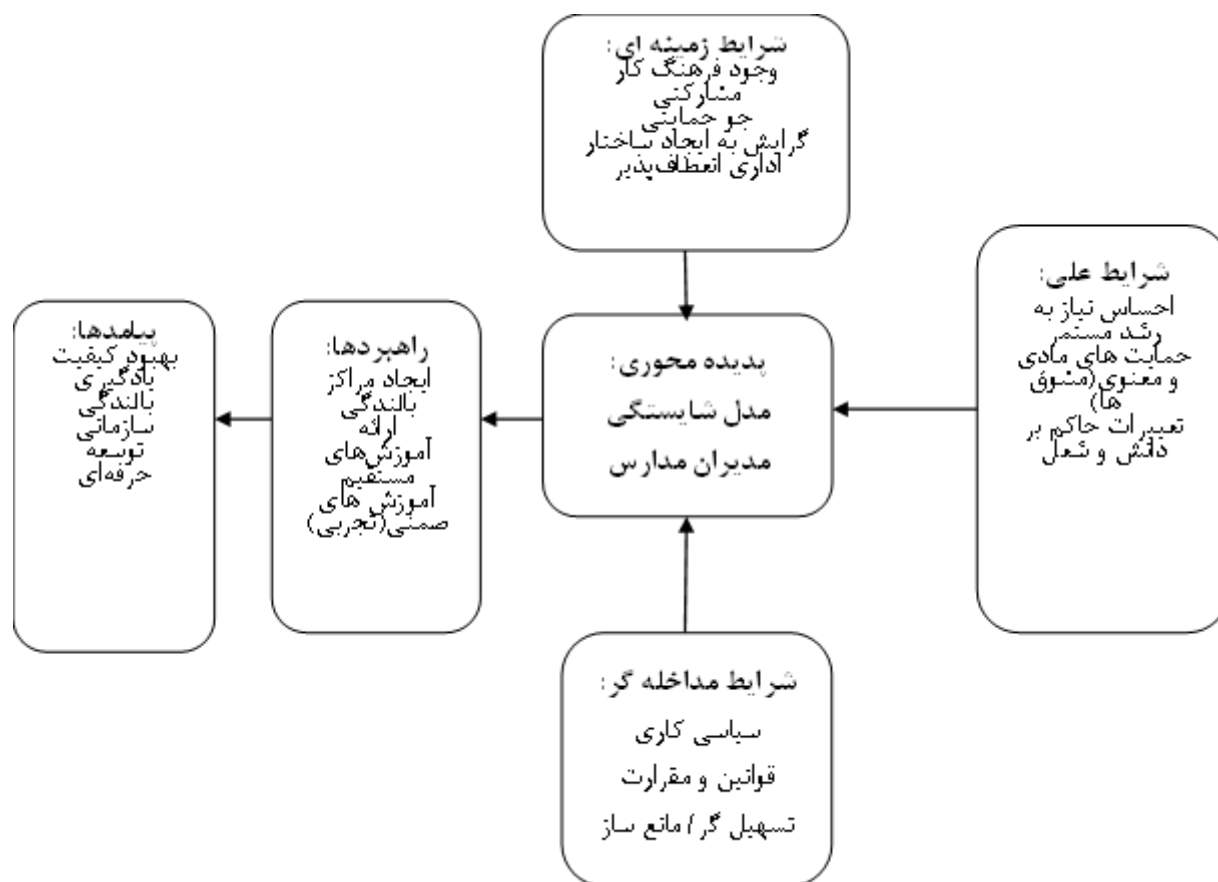 شرایط زمینه ای:
وجود فرهنگ کار
مشارکتی
جو حمایتی
گرایش به ایجاد ساختار
اداری انعطاف‌پذیر
شرایط علی:
احساس نیاز به
رشد مستمر
حمایت های مادی
و معنوی(مشوق
ها)
تغییرات حاکم بر
دانش و شغل
پدیده محوری:
مدل شایستگی
مدیران مدارس
راهبردها:
ایجاد مراکز
بالندگی
ارائه
آموزش‌های
مستقیم
آموزش های
ضمنی(تجربی)
پیامدها:
بهبود کیفیت
یادگیری
بالندگی
سازمانی
توسعه
حرفه‌ای
شرایط مداخله گر:
سیاسی کاری
قوانین و مقرارت
تسهیل گر/ مانع ساز